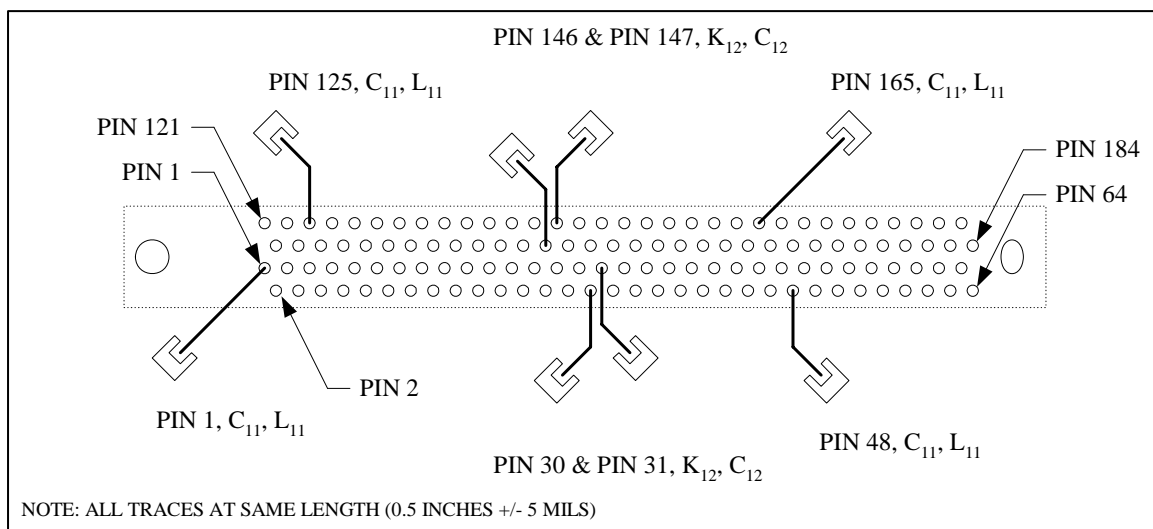 PIN 146 & PIN 147, K₁₂, C₁₂
PIN 125, C₁₁, L₁₁
PIN 165, C₁₁, L₁₁
PIN 121
PIN 1
PIN 184
PIN 64
PIN 2
PIN 1, C₁₁, L₁₁
PIN 48, C₁₁, L₁₁
PIN 30 & PIN 31, K₁₂, C₁₂
NOTE: ALL TRACES AT SAME LENGTH (0.5 INCHES +/- 5 MILS)